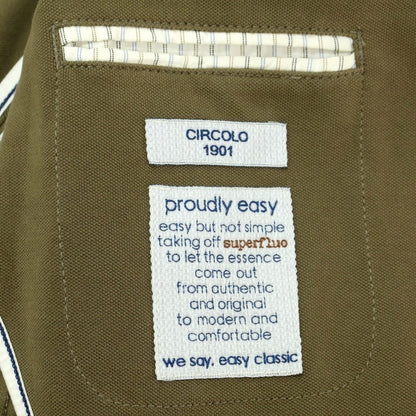 CIRCOLO
1901
proudly easy
easy but not simple
taking off superfluo
to let the essence
come out
from authentic
and original
to modern and
comfortable
we say, easy classic